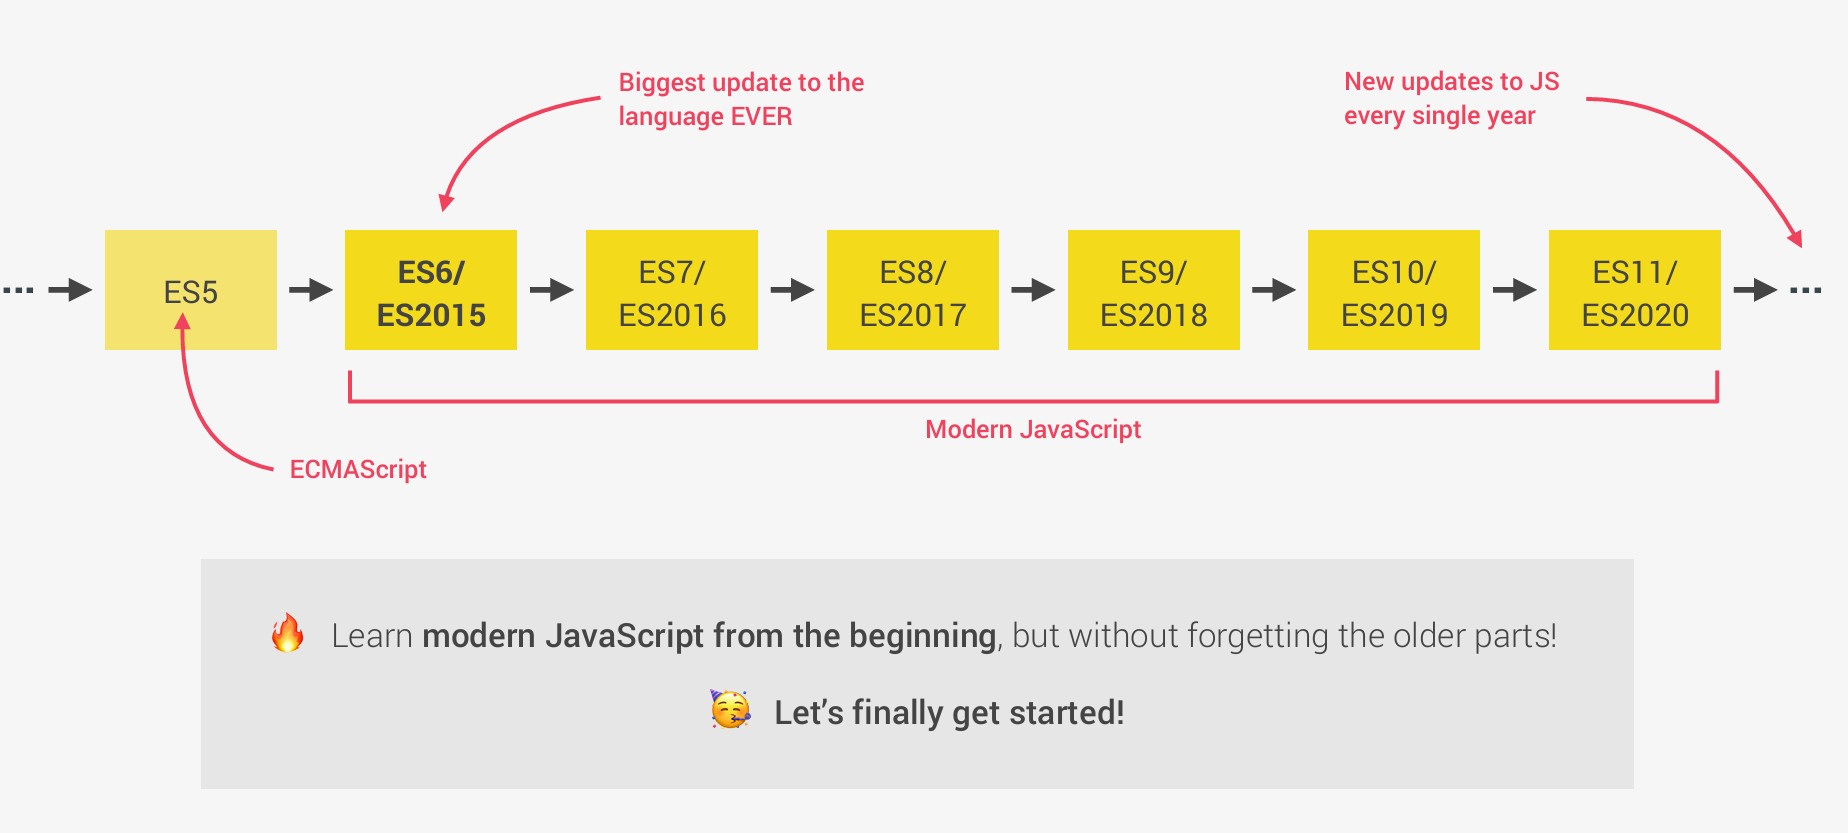 Biggest update to the
language EVER
New updates to JS
every single year
... ES5
ES6/
ES2015
ES7/
ES2016
ES8/
ES2017
ES9/
ES2018
ES10/
ES2019
ES11/
ES2020
...
Modern JavaScript
ECMAScript
🔥 Learn modern JavaScript from the beginning, but without forgetting the older parts!
🥳 Let’s finally get started!